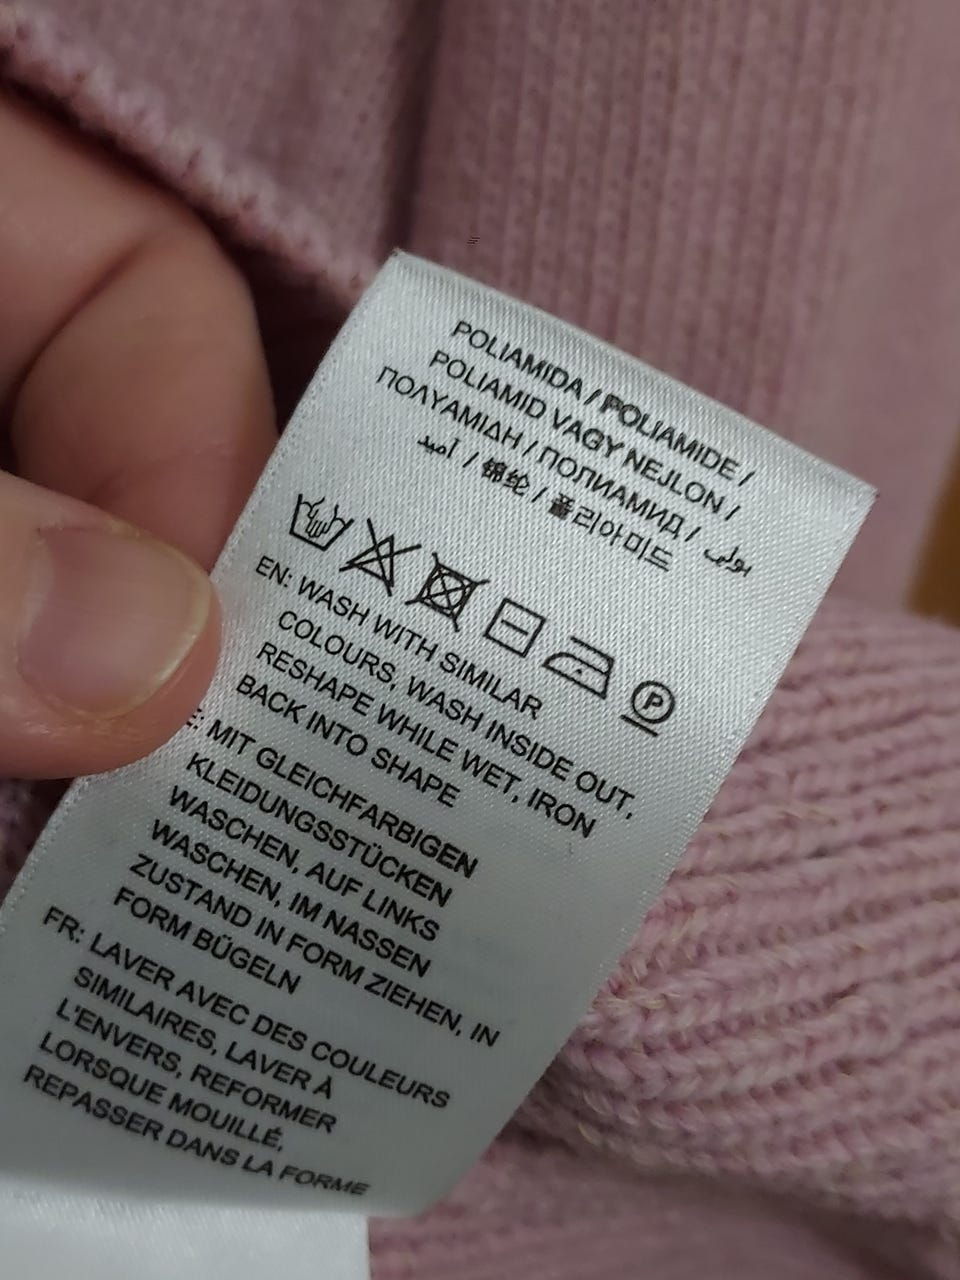 POLIAMIDA / POLIAMIDE /
POLIAMID VAGY NEJLON /
ΠΟΛΥΑΜΙΔΗ / ПОЛИАМИД / بولي
أميد / 锦纶 / 폴리아미드
P
EN: WASH WITH SIMILAR
COLOURS, WASH INSIDE OUT,
RESHAPE WHILE WET, IRON
BACK INTO SHAPE
E: MIT GLEICHFARBIGEN
KLEIDUNGSSTÜCKEN
WASCHEN, AUF LINKS
WASCHEN, IM NASSEN
ZUSTAND IN FORM ZIEHEN, IN
FORM BÜGELN
FR: LAVER AVEC DES COULEURS
SIMILAIRES, LAVER À
L'ENVERS, REFORMER
LORSQUE MOUILLÉ,
REPASSER DANS LA FORME